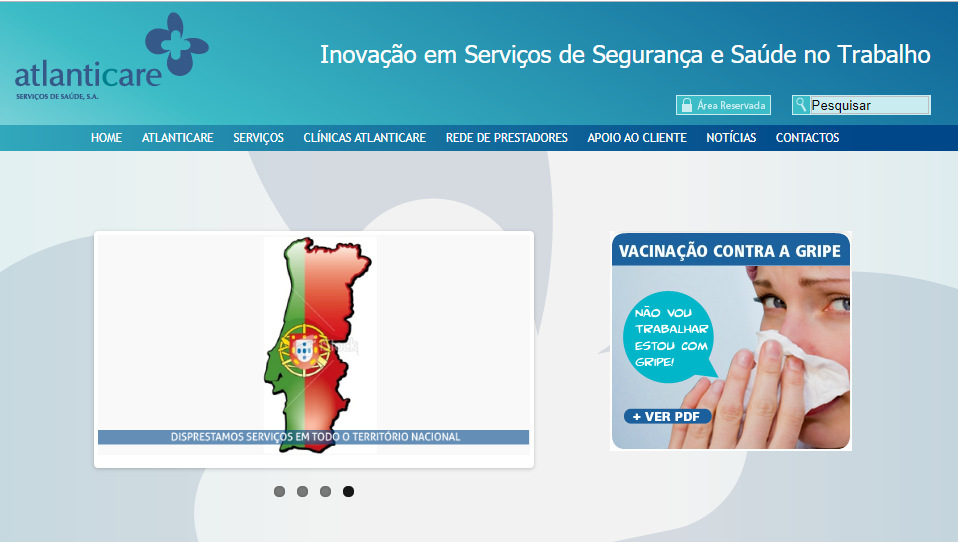 atlanticare
SERVIÇOS DE SAÚDE, S.A.
Inovação em Serviços de Segurança e Saúde no Trabalho
Área Reservada
Pesquisar
HOME ATLANTICARE SERVIÇOS CLÍNICAS ATLANTICARE REDE DE PRESTADORES APOIO AO CLIENTE NOTÍCIAS CONTACTOS
DISPRESTAMOS SERVIÇOS EM TODO O TERRITÓRIO NACIONAL
VACINAÇÃO CONTRA A GRIPE
NÃO VOU
TRABALHAR
ESTOU COM
GRIPE!
+ VER PDF